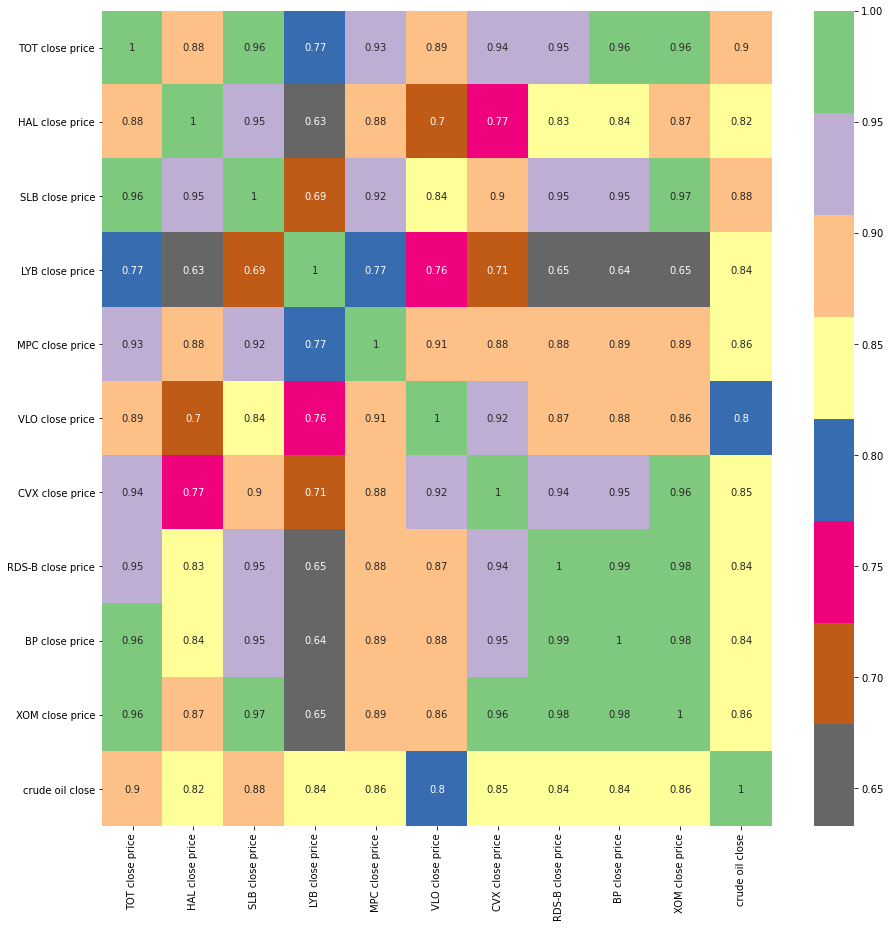 TOT close price 1 0.88 0.96 0.77 0.93 0.89 0.94 0.95 0.96 0.96 0.9
HAL close price 0.88 1 0.95 0.63 0.88 0.7 0.77 0.83 0.84 0.87 0.82
SLB close price 0.96 0.95 1 0.69 0.92 0.84 0.9 0.95 0.95 0.97 0.88
LYB close price 0.77 0.63 0.69 1 0.77 0.76 0.71 0.65 0.64 0.65 0.84
MPC close price 0.93 0.88 0.92 0.77 1 0.91 0.88 0.88 0.89 0.89 0.86
VLO close price 0.89 0.7 0.84 0.76 0.91 1 0.92 0.87 0.88 0.86 0.8
CVX close price 0.94 0.77 0.9 0.71 0.88 0.92 1 0.94 0.95 0.96 0.85
RDS-B close price 0.95 0.83 0.95 0.65 0.88 0.87 0.94 1 0.99 0.98 0.84
BP close price 0.96 0.84 0.95 0.64 0.89 0.88 0.95 0.99 1 0.98 0.84
XOM close price 0.96 0.87 0.97 0.65 0.89 0.86 0.96 0.98 0.98 1 0.86
crude oil close 0.9 0.82 0.88 0.84 0.86 0.8 0.85 0.84 0.84 0.86 1
TOT close price
HAL close price
SLB close price
LYB close price
MPC close price
VLO close price
CVX close price
RDS-B close price
BP close price
XOM close price
crude oil close
1.00
0.95
0.90
0.85
0.80
0.75
0.70
0.65